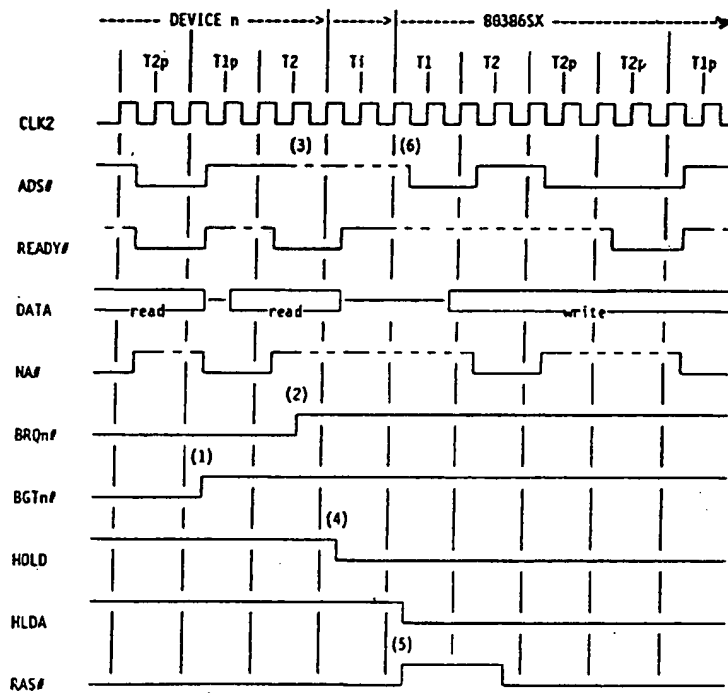 DEVICE n 80386SX
T2p T1p T2 Ti T1 T2 T2p T2p T1p
CLK2
(3) (6)
ADS#
READY#
DATA read read write
NA#
(2)
BRQn#
(1)
BGTn#
(4)
HOLD
HLDA
(5)
RAS#